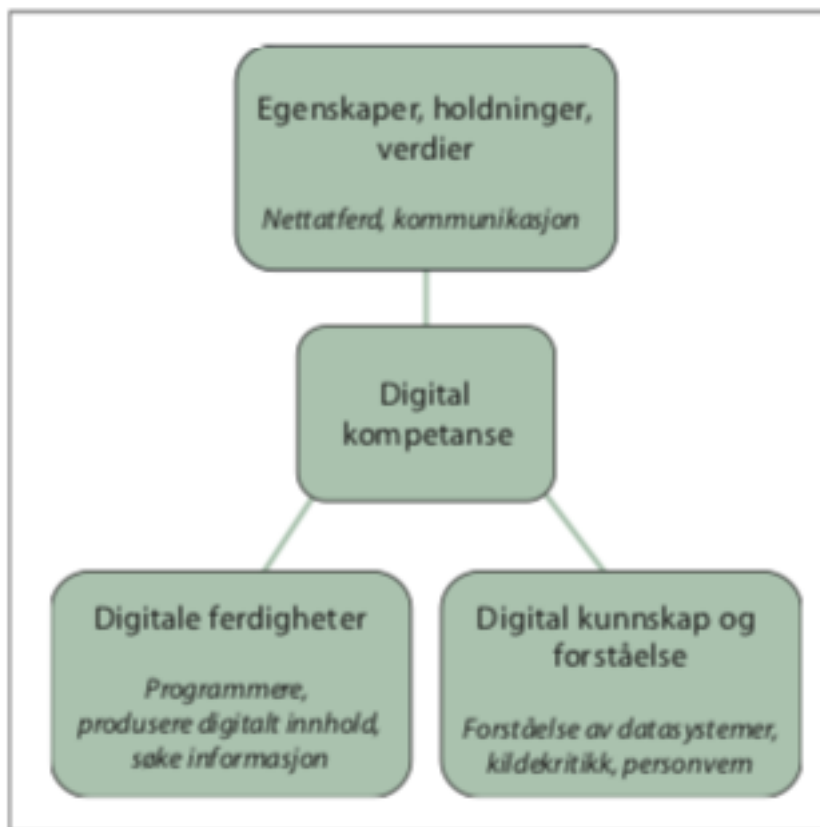 Egenskaper, holdninger,
verdier
Nettatferd, kommunikasjon
Digital
kompetanse
Digitale ferdigheter
Programmere,
produsere digitalt innhold,
søke informasjon
Digital kunnskap og
forståelse
Forståelse av datasystemer,
kildekritikk, personvern